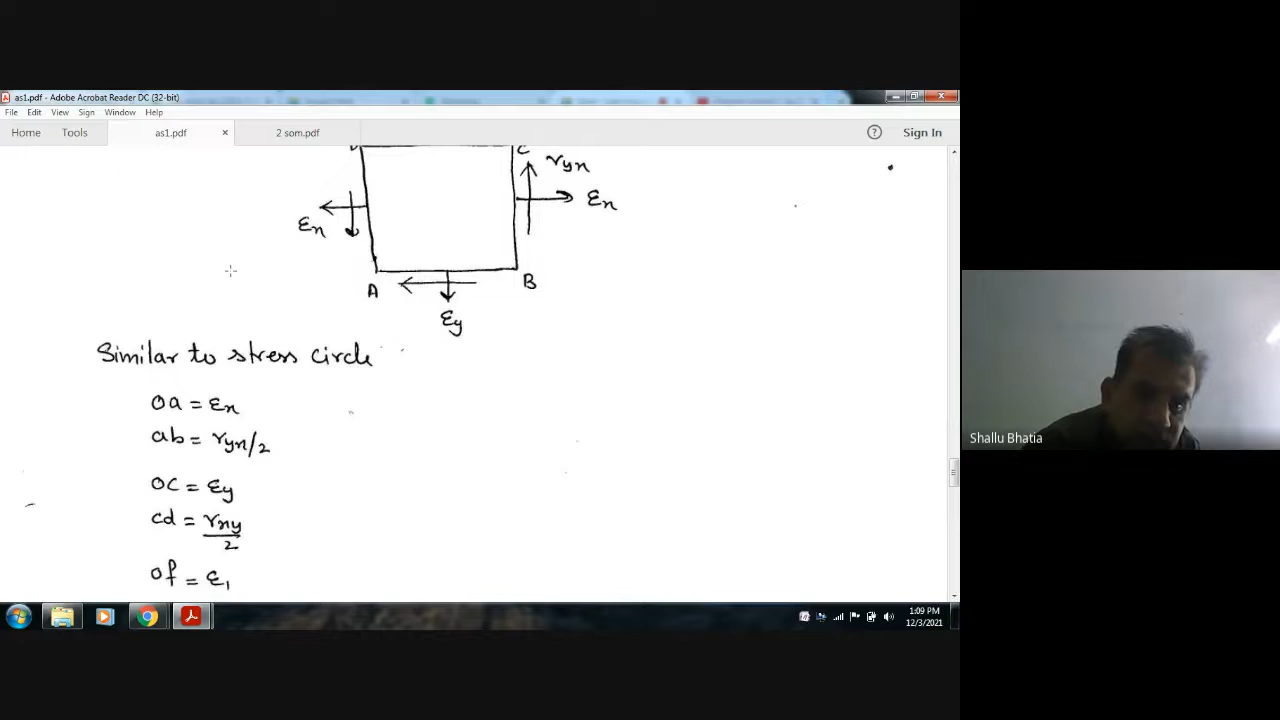 as1.pdf - Adobe Acrobat Reader DC (32-bit)
File Edit View Sign Window Help
Home Tools as1.pdf × 2 som.pdf ? Sign In
C
γyx
εx
εx
A
B
εy
Similar to stress circle
oa = εx
ab = γyx/2
oc = εy
cd = γxy/2
of = ε1
Shallu Bhatia
1:09 PM
12/3/2021